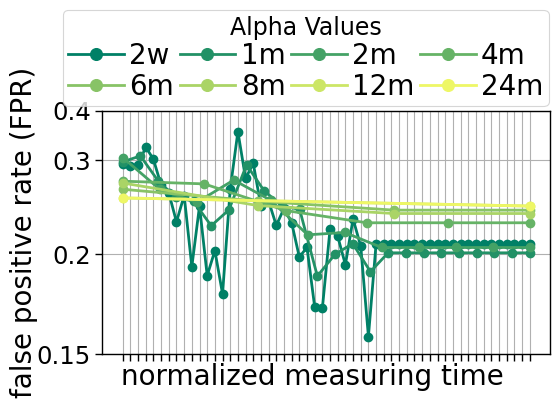 Alpha Values
2w 1m 2m 4m
6m 8m 12m 24m
false positive rate (FPR)
0.4
0.3
0.2
0.15
normalized measuring time